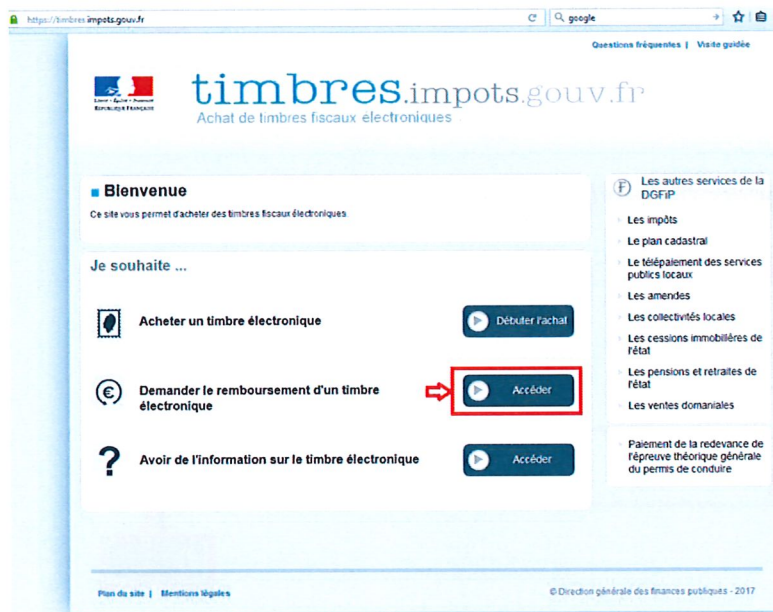 https://timbres.impots.gouv.fr
google
Questions fréquentes | Visite guidée
Liberté • Égalité • Fraternité
RÉPUBLIQUE FRANÇAISE
timbres.impots.gouv.fr
Achat de timbres fiscaux électroniques
Bienvenue
Ce site vous permet d'acheter des timbres fiscaux électroniques.
Je souhaite ...
Acheter un timbre électronique
Débuter l'achat
Demander le remboursement d'un timbre
électronique
Accéder
Avoir de l'information sur le timbre électronique
Accéder
Les autres services de la
DGFiP
Les impôts
Le plan cadastral
Le télépaiement des services
publics locaux
Les amendes
Les collectivités locales
Les cessions immobilières de
l'état
Les pensions et retraites de
l'état
Les ventes domaniales
Paiement de la redevance de
l'épreuve théorique générale
du permis de conduire
Plan du site | Mentions légales
© Direction générale des finances publiques - 2017